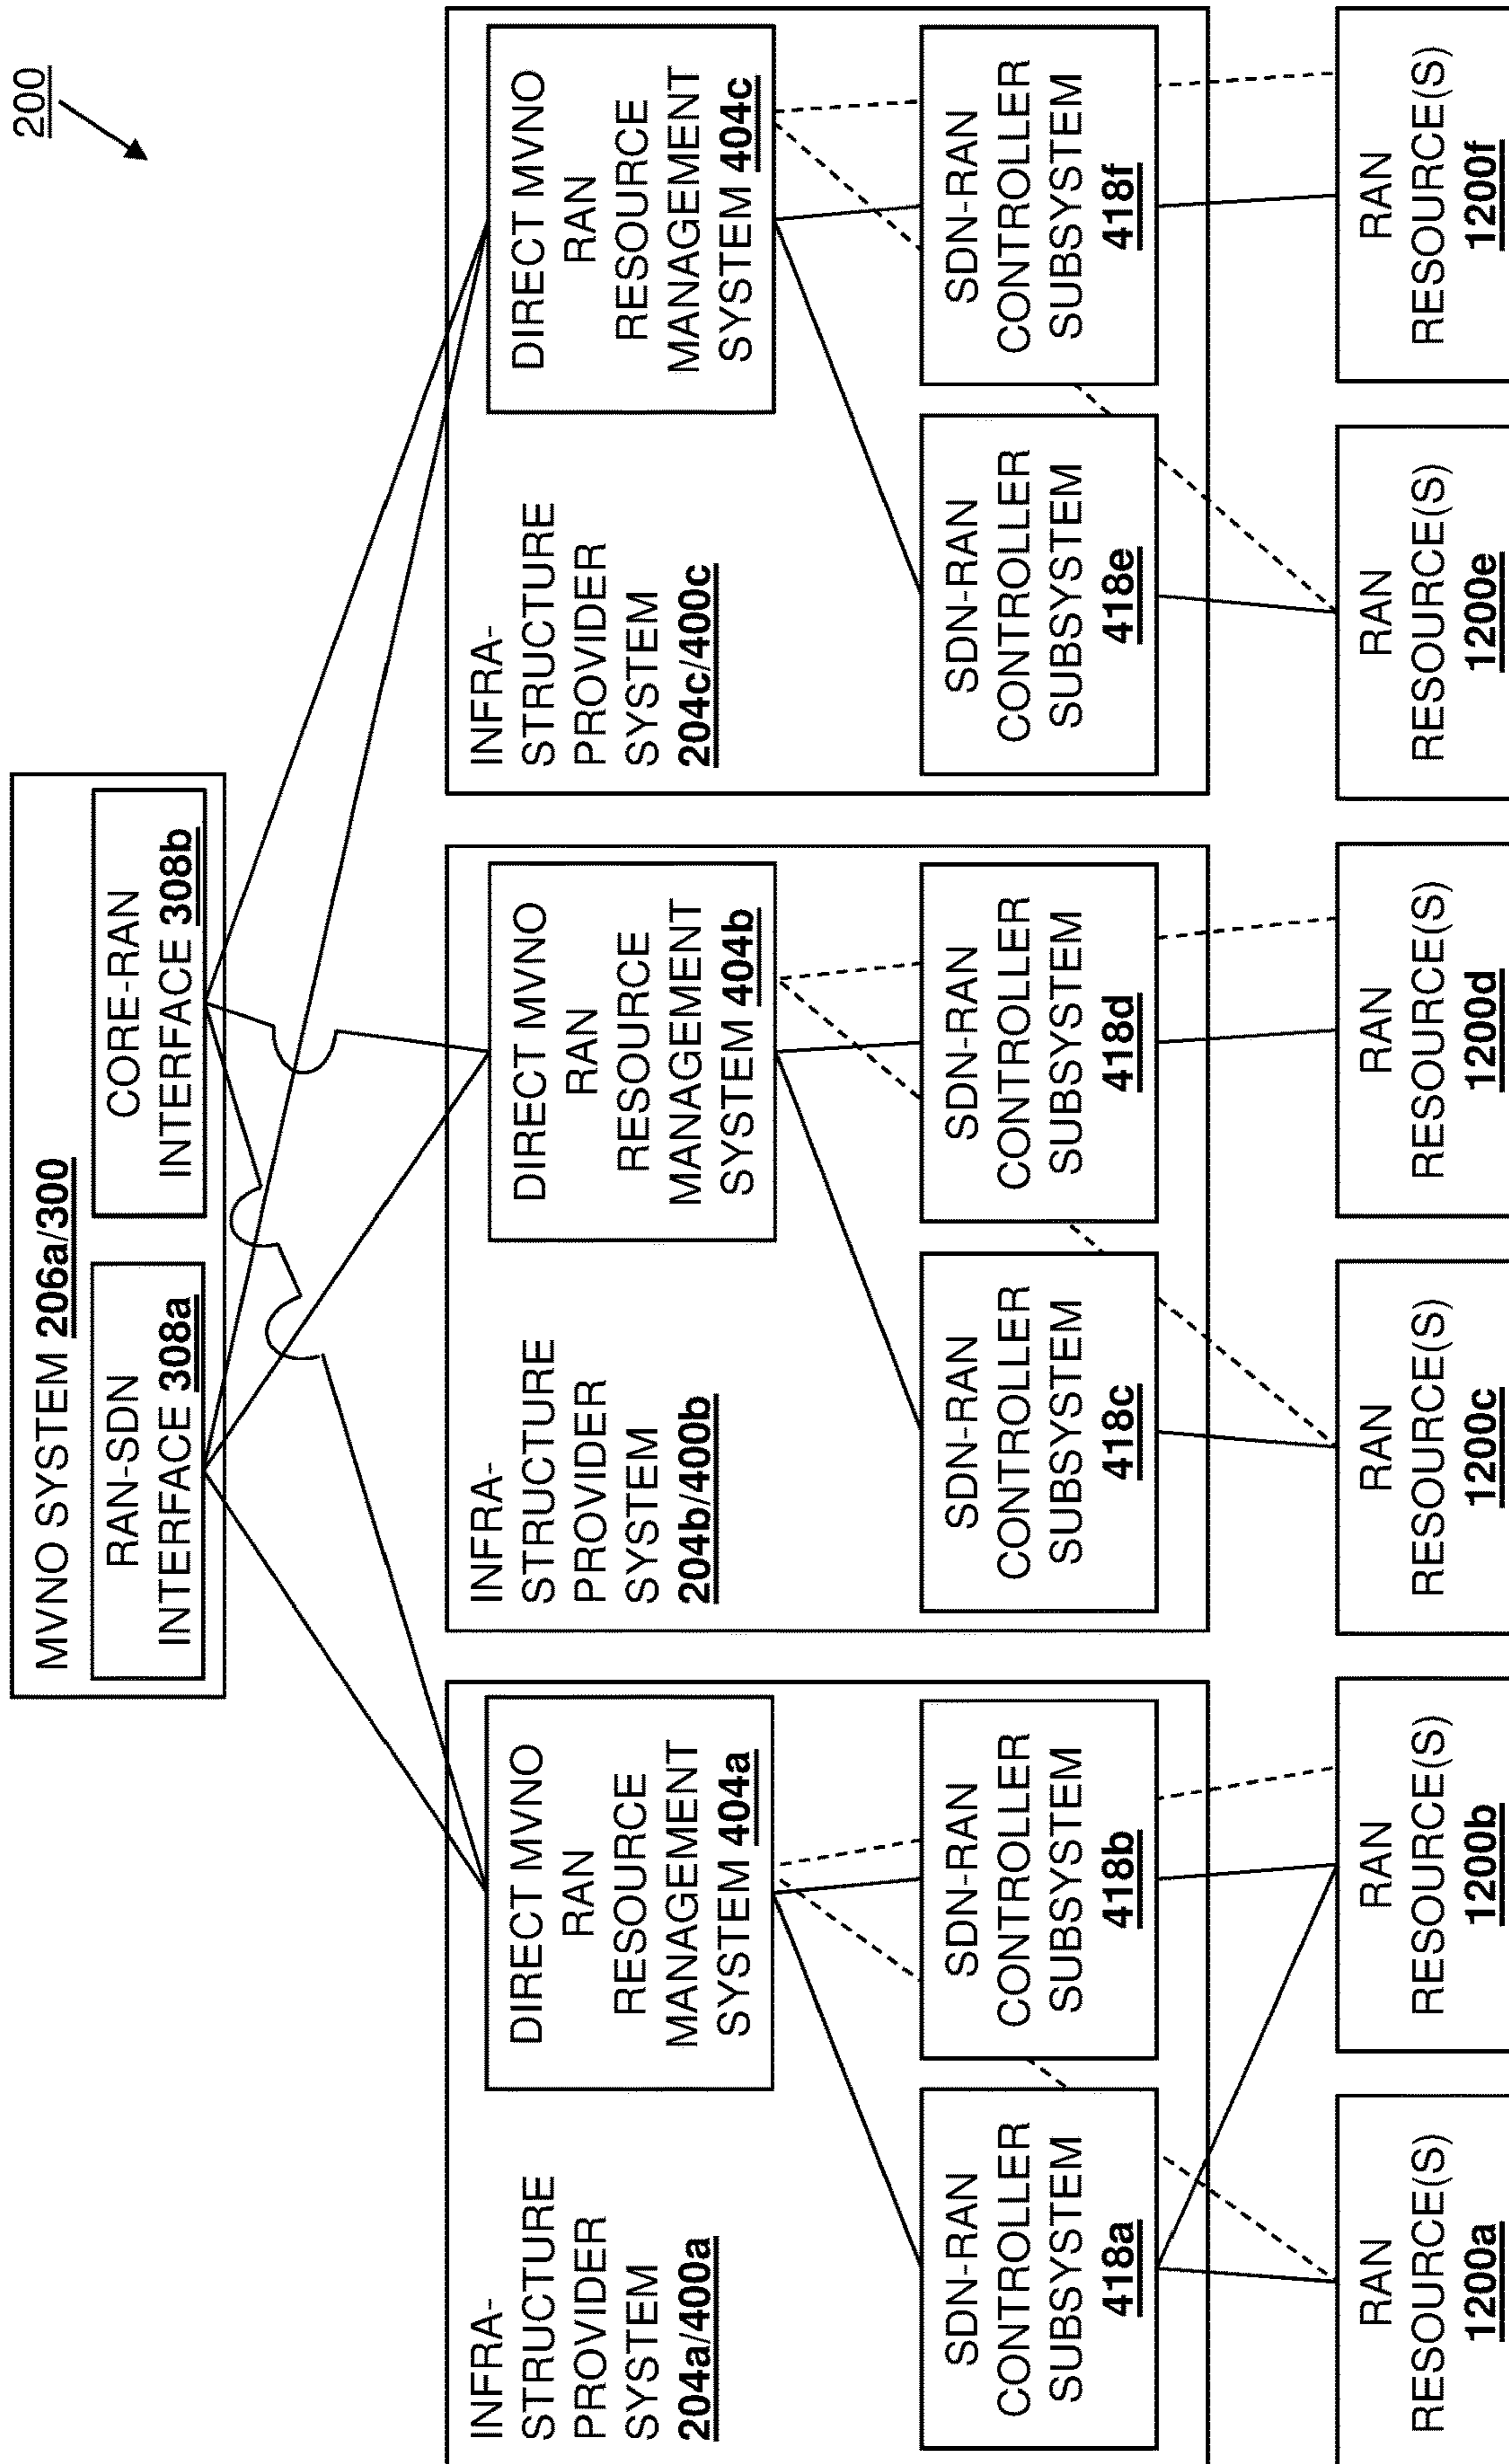 200
MVNO SYSTEM 206a/300
RAN-SDN
INTERFACE 308a
CORE-RAN
INTERFACE 308b
INFRA-
STRUCTURE
PROVIDER
SYSTEM
204a/400a
DIRECT MVNO
RAN
RESOURCE
MANAGEMENT
SYSTEM 404a
SDN-RAN
CONTROLLER
SUBSYSTEM
418a
SDN-RAN
CONTROLLER
SUBSYSTEM
418b
RAN
RESOURCE(S)
1200a
RAN
RESOURCE(S)
1200b
INFRA-
STRUCTURE
PROVIDER
SYSTEM
204b/400b
DIRECT MVNO
RAN
RESOURCE
MANAGEMENT
SYSTEM 404b
SDN-RAN
CONTROLLER
SUBSYSTEM
418c
SDN-RAN
CONTROLLER
SUBSYSTEM
418d
RAN
RESOURCE(S)
1200c
RAN
RESOURCE(S)
1200d
INFRA-
STRUCTURE
PROVIDER
SYSTEM
204c/400c
DIRECT MVNO
RAN
RESOURCE
MANAGEMENT
SYSTEM 404c
SDN-RAN
CONTROLLER
SUBSYSTEM
418e
SDN-RAN
CONTROLLER
SUBSYSTEM
418f
RAN
RESOURCE(S)
1200e
RAN
RESOURCE(S)
1200f